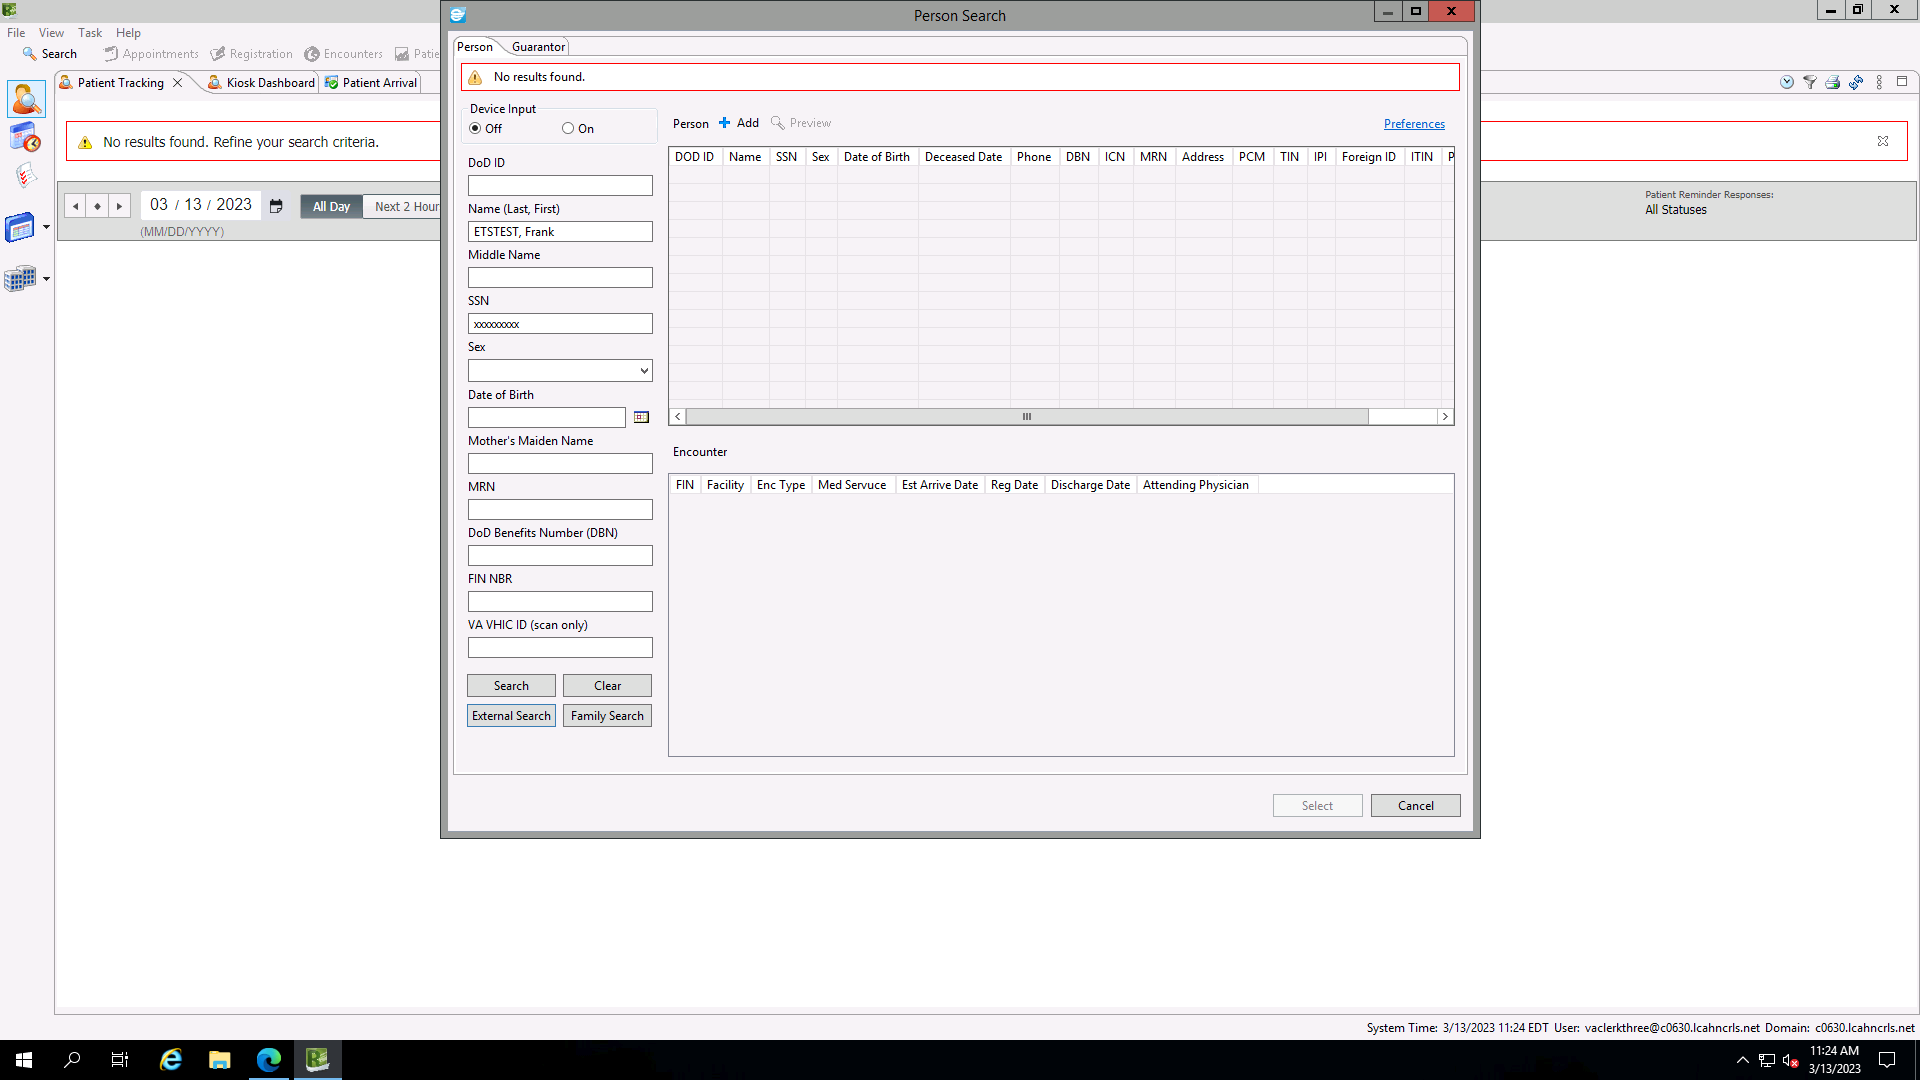 Person Search
File View Task Help
Search Appointments Registration Encounters Patie
Patient Tracking Kiosk Dashboard Patient Arrival
Person Guarantor
No results found.
No results found. Refine your search criteria.
Device Input
Off On
Person Add Preview Preferences
DoD ID
DOD ID Name SSN Sex Date of Birth Deceased Date Phone DBN ICN MRN Address PCM TIN IPI Foreign ID ITIN P
03 / 13 / 2023 All Day Next 2 Hour
(MM/DD/YYYY)
Patient Reminder Responses:
All Statuses
Name (Last, First)
ETSTEST, Frank
Middle Name
SSN
xxxxxxxxx
Sex
Date of Birth
Mother's Maiden Name
MRN
DoD Benefits Number (DBN)
FIN NBR
VA VHIC ID (scan only)
Search Clear
External Search Family Search
Encounter
FIN Facility Enc Type Med Servuce Est Arrive Date Reg Date Discharge Date Attending Physician
Select Cancel
System Time: 3/13/2023 11:24 EDT User: vaclerkthree@c0630.lcahncrls.net Domain: c0630.lcahncrls.net
11:24 AM
3/13/2023